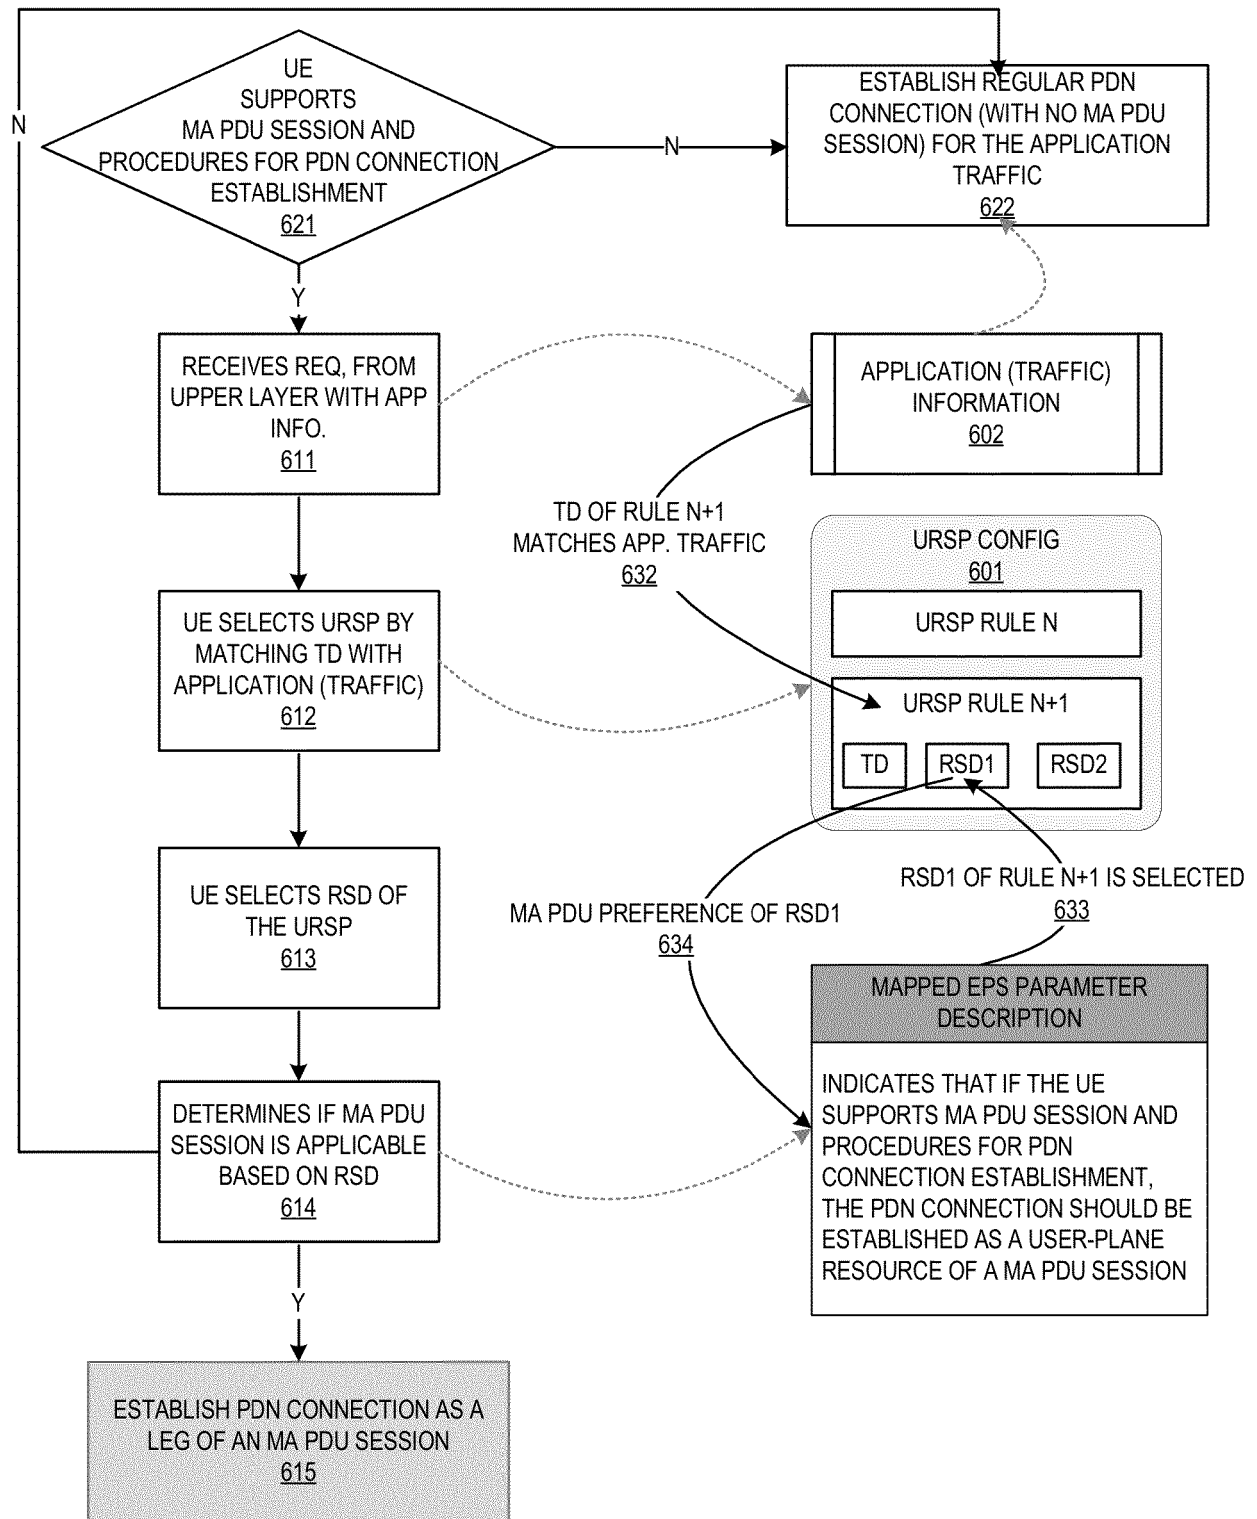 UE
SUPPORTS
MA PDU SESSION AND
PROCEDURES FOR PDN CONNECTION
ESTABLISHMENT
621
N
N
ESTABLISH REGULAR PDN
CONNECTION (WITH NO MA PDU
SESSION) FOR THE APPLICATION
TRAFFIC
622
Y
RECEIVES REQ, FROM
UPPER LAYER WITH APP
INFO.
611
APPLICATION (TRAFFIC)
INFORMATION
602
TD OF RULE N+1
MATCHES APP. TRAFFIC
632
URSP CONFIG
601
URSP RULE N
URSP RULE N+1
TD
RSD1
RSD2
UE SELECTS URSP BY
MATCHING TD WITH
APPLICATION (TRAFFIC)
612
UE SELECTS RSD OF
THE URSP
613
MA PDU PREFERENCE OF RSD1
634
RSD1 OF RULE N+1 IS SELECTED
633
MAPPED EPS PARAMETER
DESCRIPTION
INDICATES THAT IF THE UE
SUPPORTS MA PDU SESSION AND
PROCEDURES FOR PDN
CONNECTION ESTABLISHMENT,
THE PDN CONNECTION SHOULD BE
ESTABLISHED AS A USER-PLANE
RESOURCE OF A MA PDU SESSION
DETERMINES IF MA PDU
SESSION IS APPLICABLE
BASED ON RSD
614
Y
ESTABLISH PDN CONNECTION AS A
LEG OF AN MA PDU SESSION
615